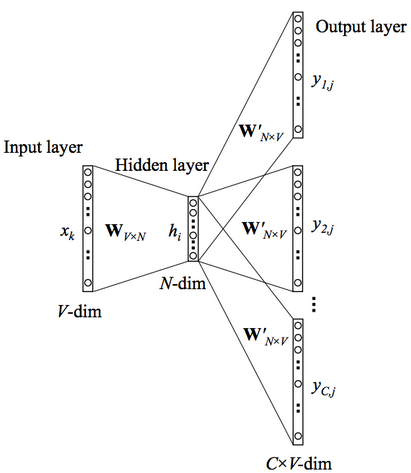 Output layer
y1,j
W'N×V
Input layer
Hidden layer
xk
WV×N
hi
W'N×V
y2,j
N-dim
V-dim
W'N×V
yC,j
C×V-dim